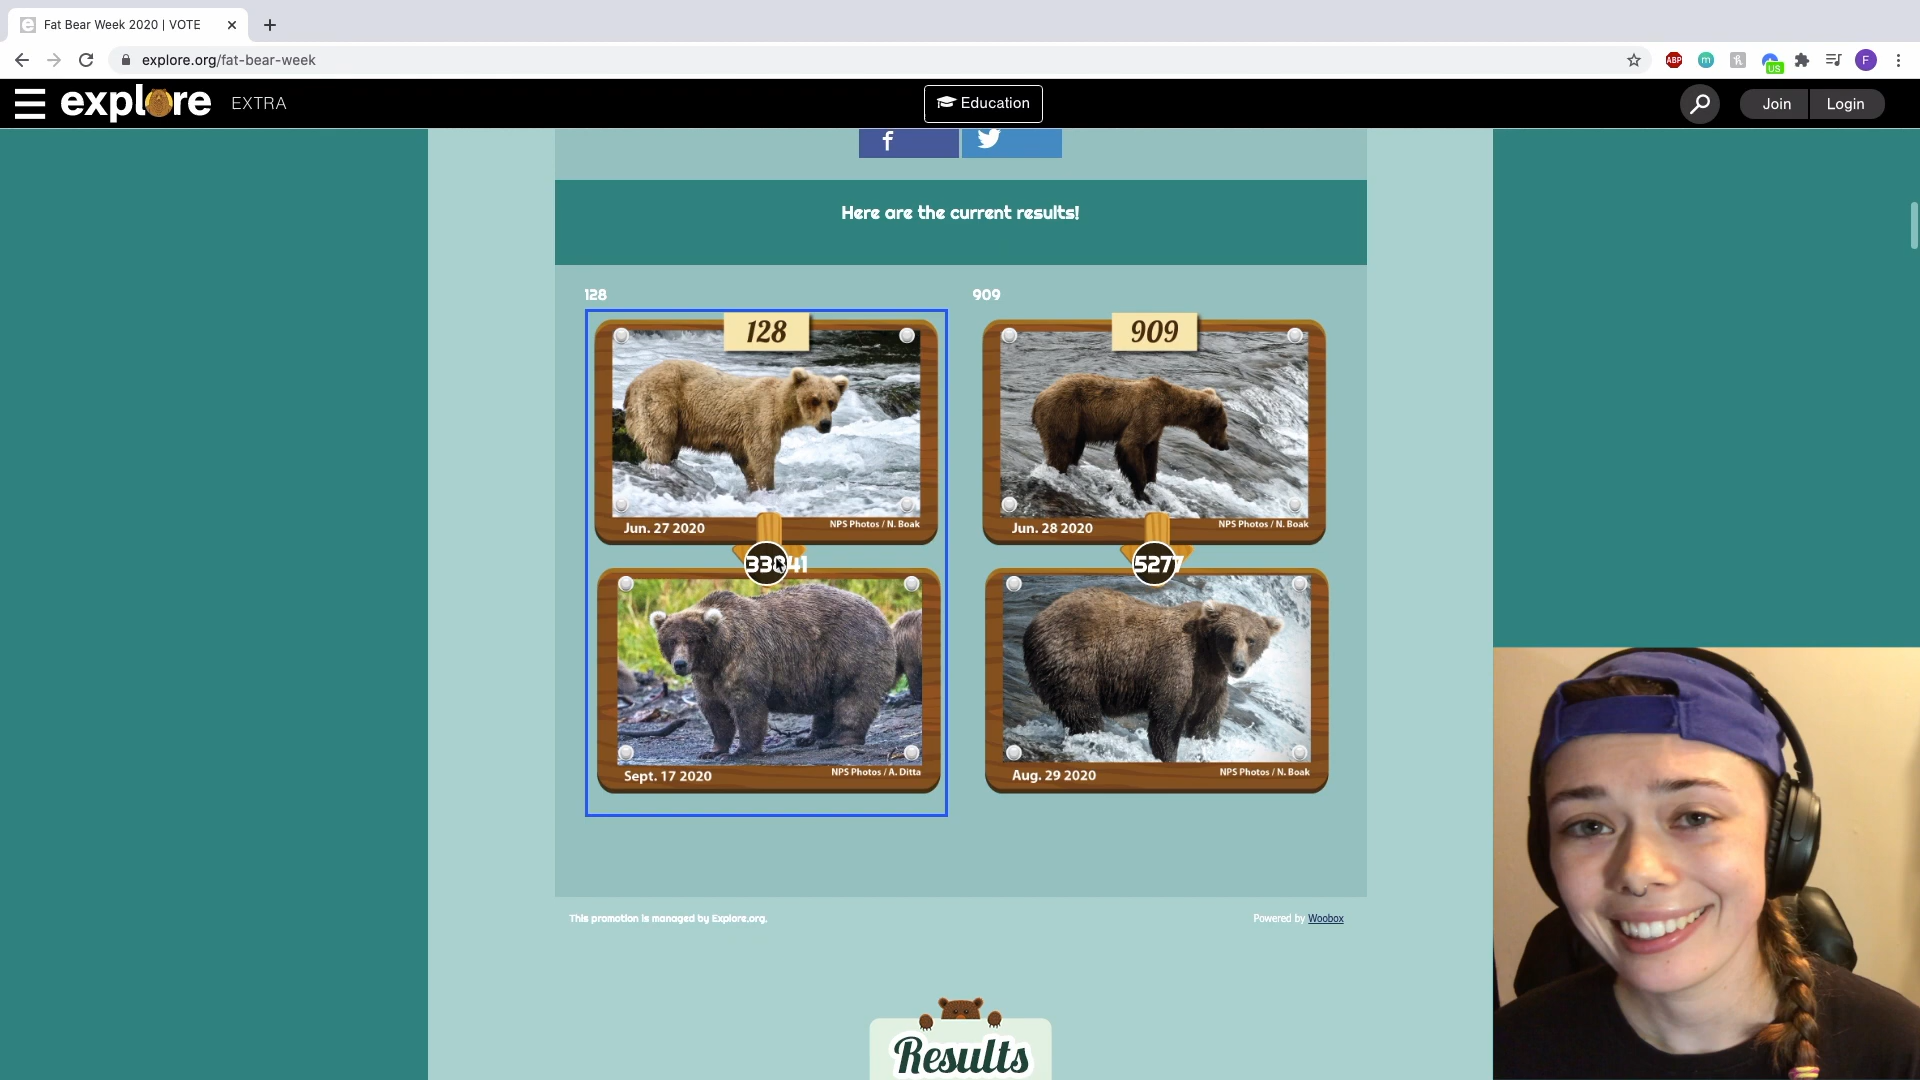 Fat Bear Week 2020 | VOTE
explore.org/fat-bear-week
ABP
m
US
F
explore EXTRA
Education
Join
Login
f
Here are the current results!
128
909
128
909
Jun. 27 2020
NPS Photos / N. Boak
Jun. 28 2020
NPS Photos / N. Boak
5277
Sept. 17 2020
NPS Photos / A. Ditta
Aug. 29 2020
NPS Photos / N. Boak
This promotion is managed by Explore.org.
Powered by Woobox
Results